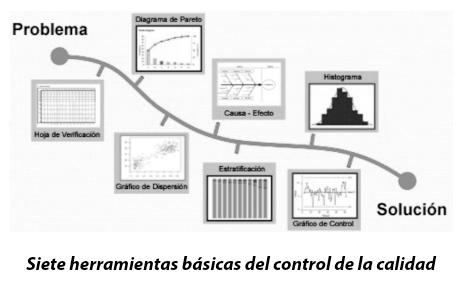 Problema
Diagrama de Pareto
Hoja de Verificación
Gráfico de Dispersión
Causa - Efecto
Estratificación
Histograma
Gráfico de Control
Solución
Siete herramientas básicas del control de la calidad